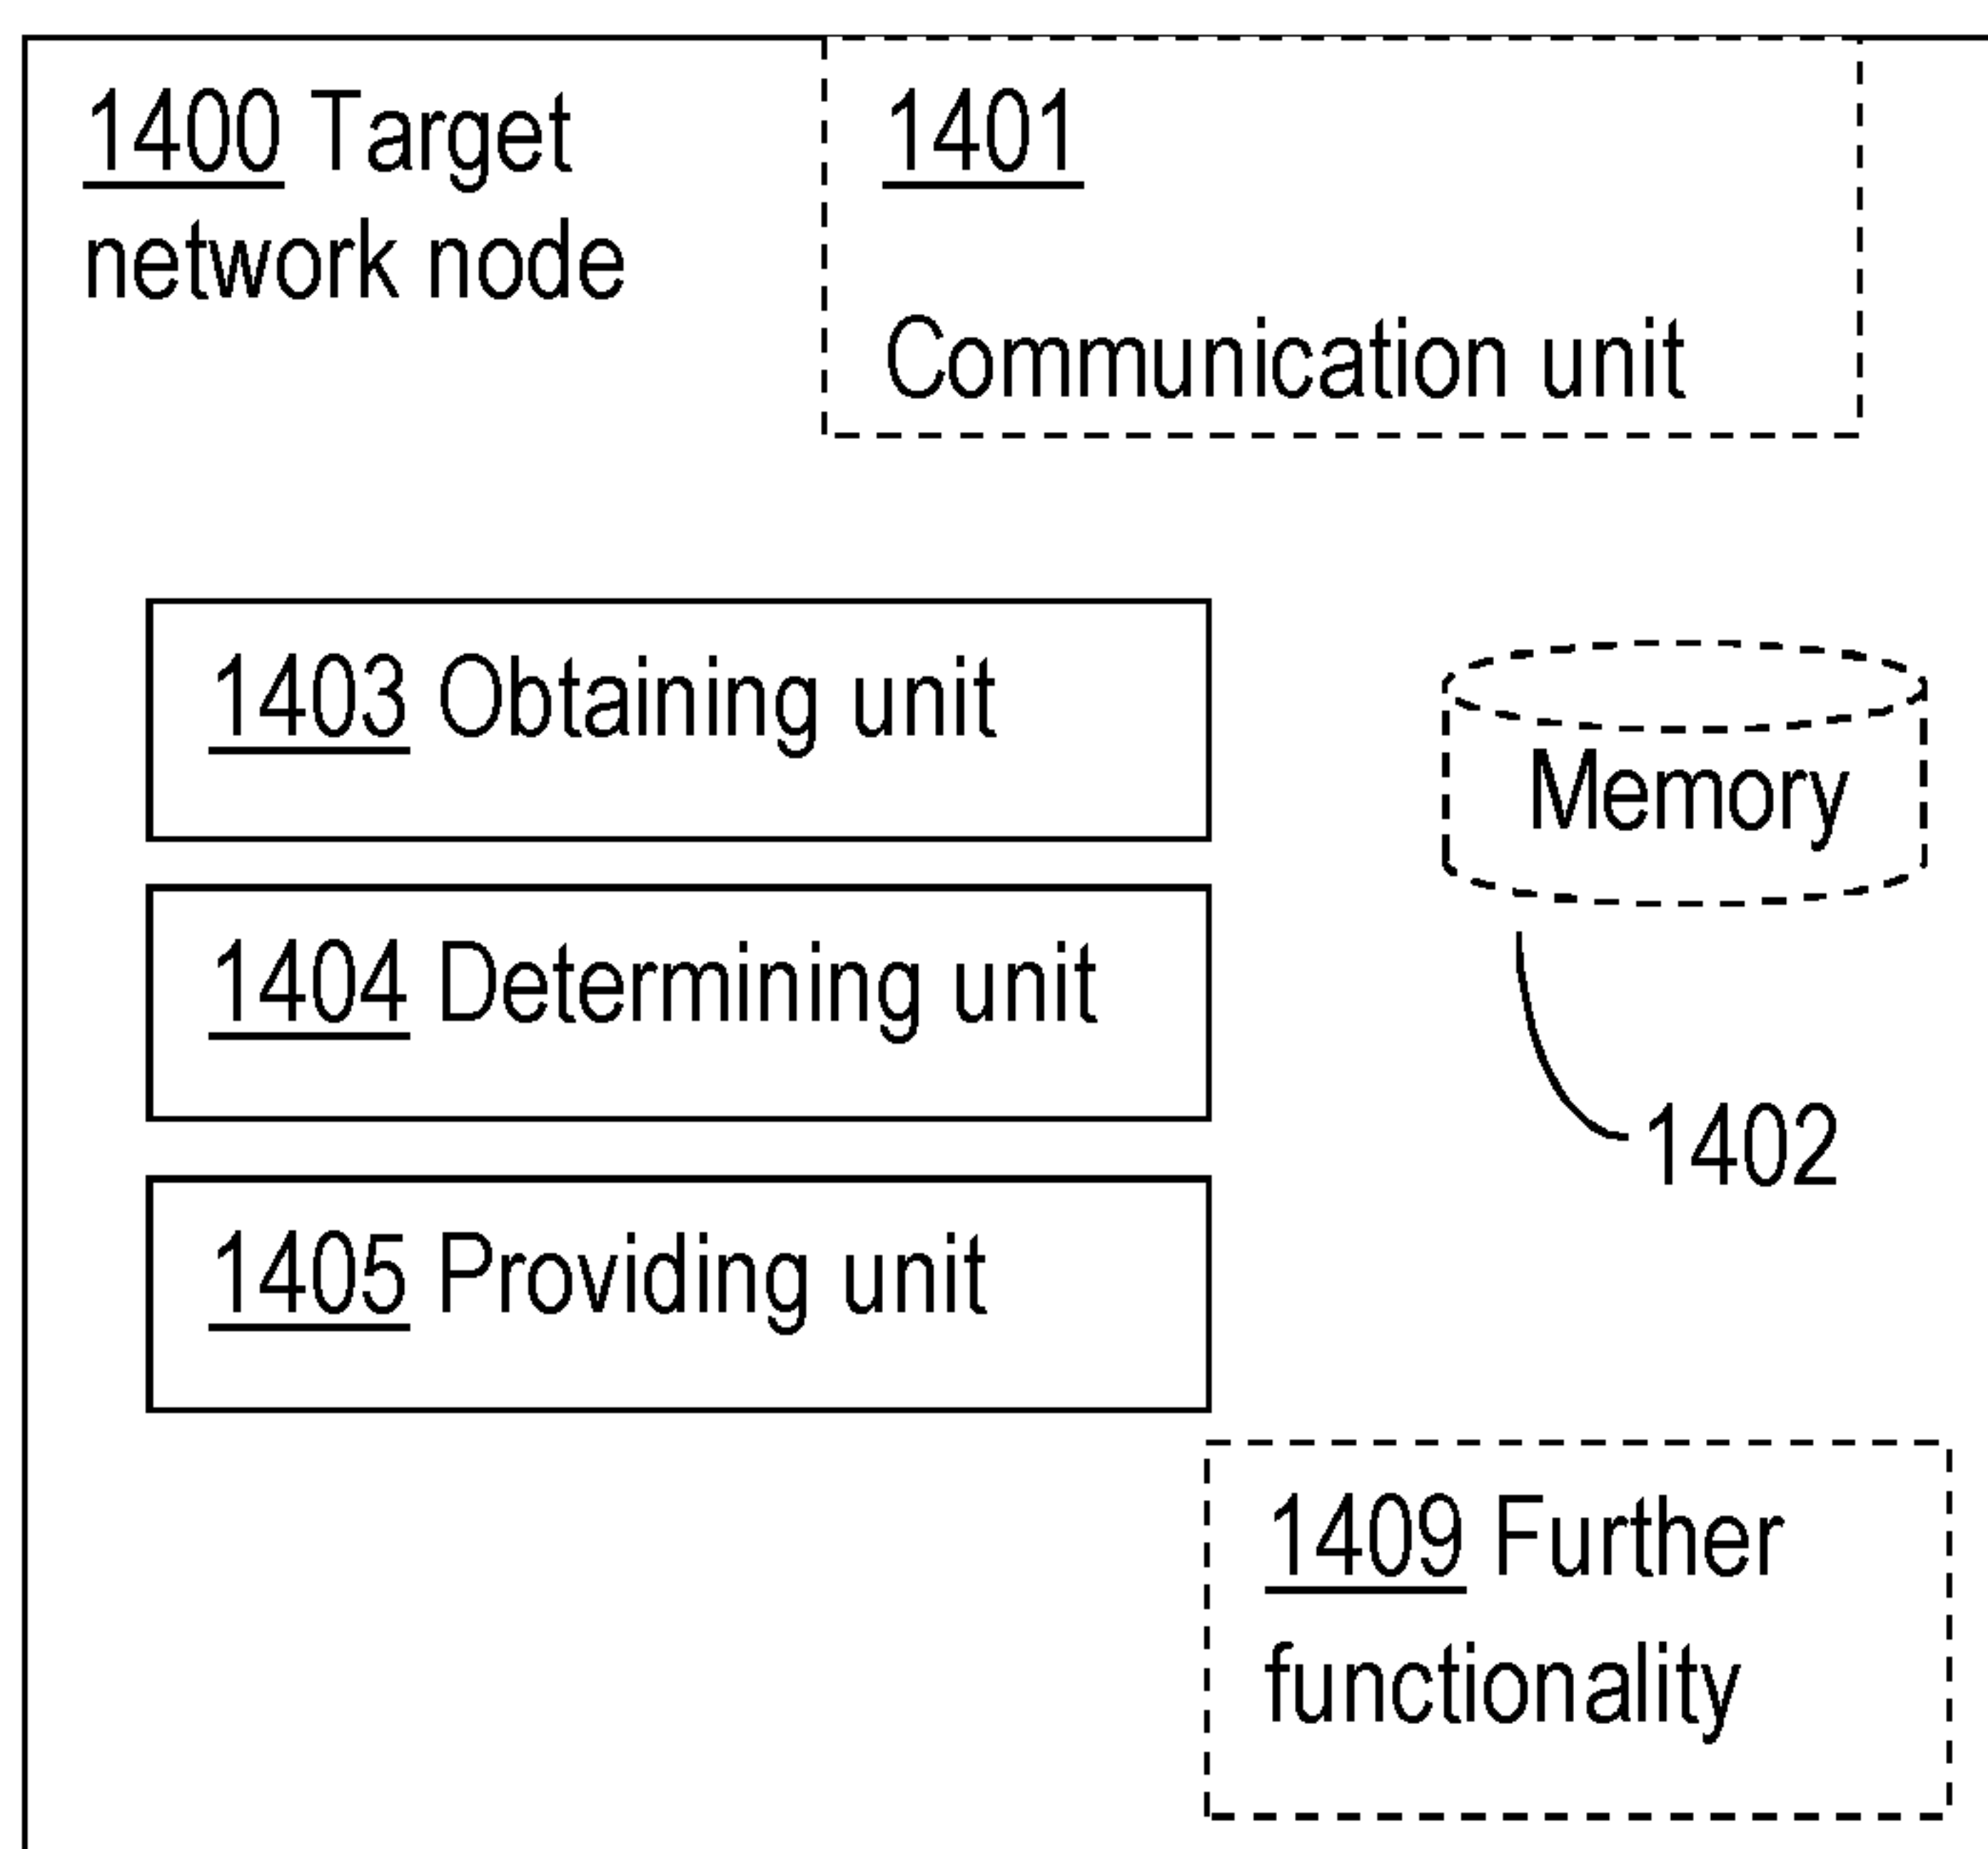 1400 Target
network node
1401
Communication unit
1403 Obtaining unit
Memory
1404 Determining unit
1402
1405 Providing unit
1409 Further
functionality